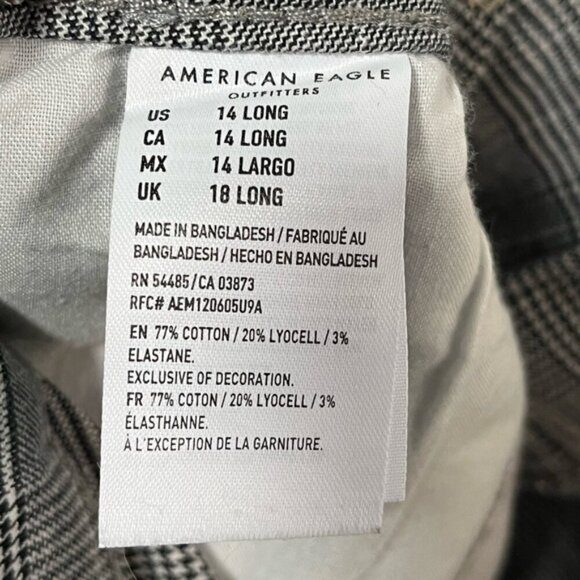 AMERICAN EAGLE
OUTFITTERS
US 14 LONG
CA 14 LONG
MX 14 LARGO
UK 18 LONG
MADE IN BANGLADESH / FABRIQUÉ AU
BANGLADESH / HECHO EN BANGLADESH
RN 54485 / CA 03873
RFC# AEM120605U9A
EN 77% COTTON / 20% LYOCELL / 3%
ELASTANE.
EXCLUSIVE OF DECORATION.
FR 77% COTON / 20% LYOCELL / 3%
ÉLASTHANNE.
À L'EXCEPTION DE LA GARNITURE.